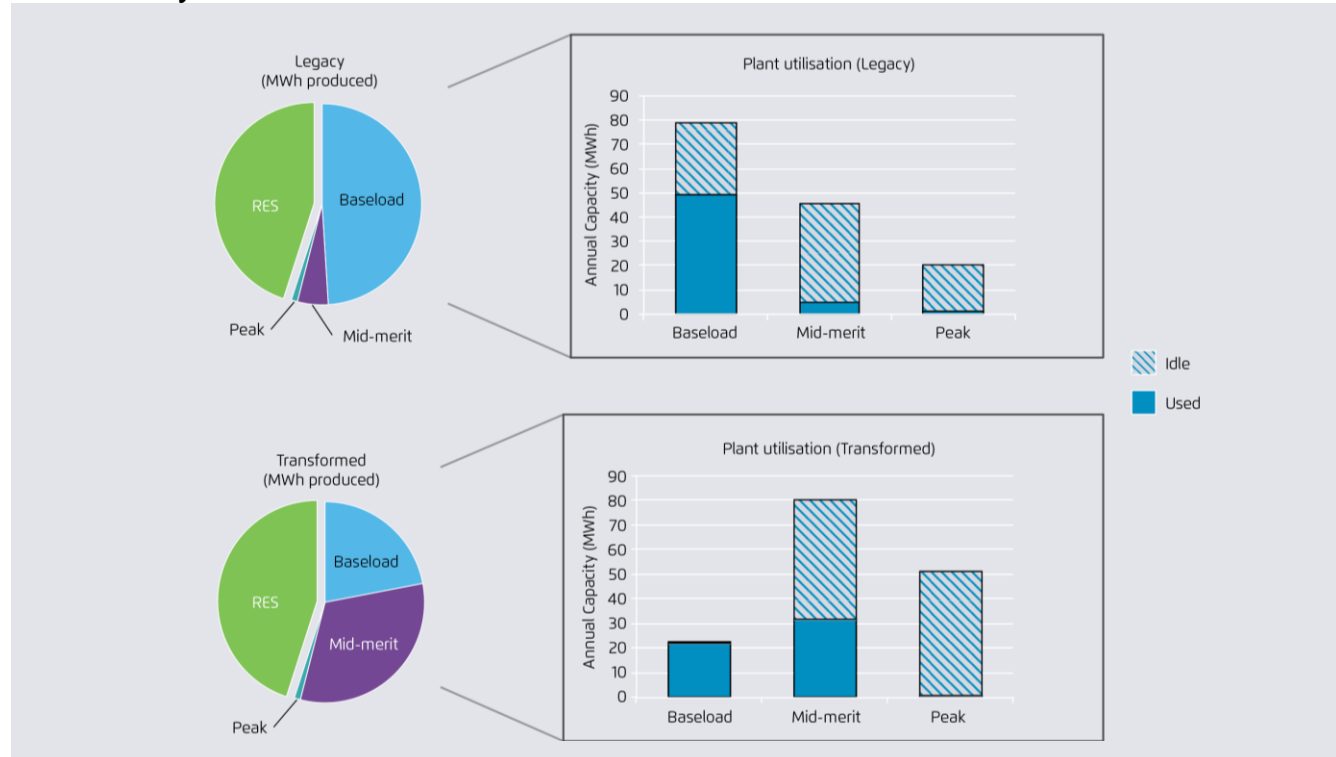 Legacy
(MWh produced)
RES
Baseload
Peak
Mid-merit
Plant utilisation (Legacy)
Annual Capacity (MWh)
90
80
70
60
50
40
30
20
10
0
Baseload
Mid-merit
Peak
Idle
Used
Transformed
(MWh produced)
RES
Baseload
Mid-merit
Peak
Plant utilisation (Transformed)
Annual Capacity (MWh)
90
80
70
60
50
40
30
20
10
0
Baseload
Mid-merit
Peak